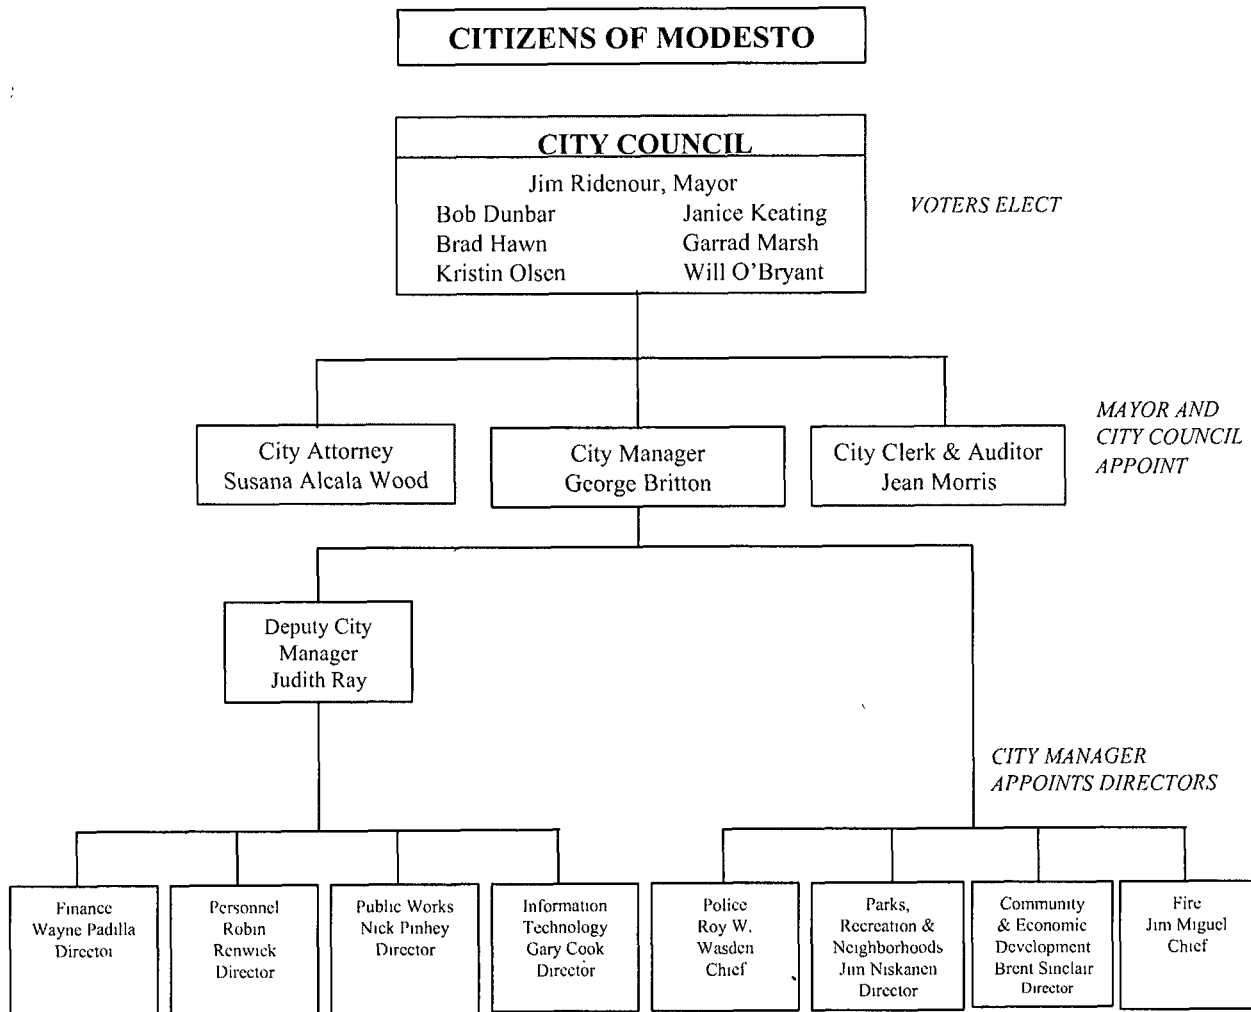 CITIZENS OF MODESTO
CITY COUNCIL
Jim Ridenour, Mayor
Bob Dunbar Janice Keating
Brad Hawn Garrad Marsh
Kristin Olsen Will O'Bryant
VOTERS ELECT
MAYOR AND
CITY COUNCIL
APPOINT
City Attorney
Susana Alcala Wood
City Manager
George Britton
City Clerk & Auditor
Jean Morris
Deputy City
Manager
Judith Ray
CITY MANAGER
APPOINTS DIRECTORS
Finance
Wayne Padilla
Director
Personnel
Robin
Renwick
Director
Public Works
Nick Pinhey
Director
Information
Technology
Gary Cook
Director
Police
Roy W.
Wasden
Chief
Parks,
Recreation &
Neighborhoods
Jim Niskanen
Director
Community
& Economic
Development
Brent Sinclair
Director
Fire
Jim Miguel
Chief